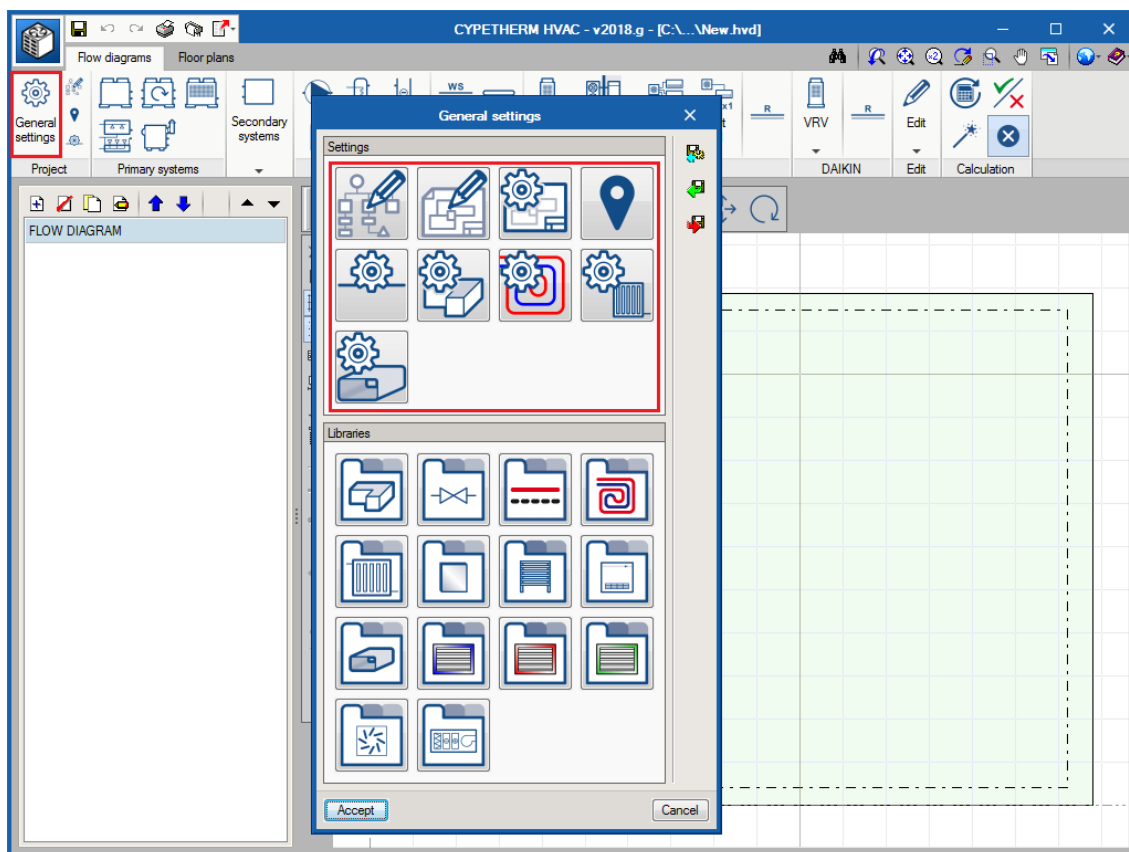 CYPETHERM HVAC - v2018.g - [C:\...\New.hvd]
Flow diagrams
Floor plans
General settings
Secondary systems
WS
R
VRV
R
Edit
Project
Primary systems
DAIKIN
Edit
Calculation
General settings
Settings
FLOW DIAGRAM
Libraries
Accept
Cancel